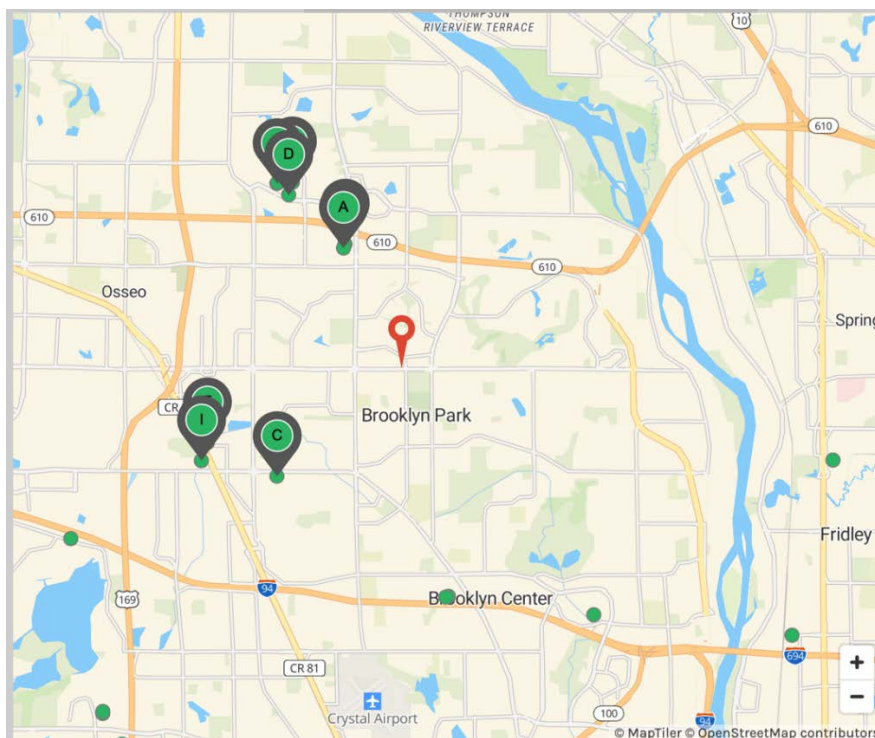 THOMPSON
RIVERVIEW TERRACE
10
610
D
A
610
610
610
Osseo
Spring
CR
Brooklyn Park
I
C
Fridley
94
Brooklyn Center
169
694
CR 81
+
−
Crystal Airport
100
94
© MapTiler © OpenStreetMap contributors